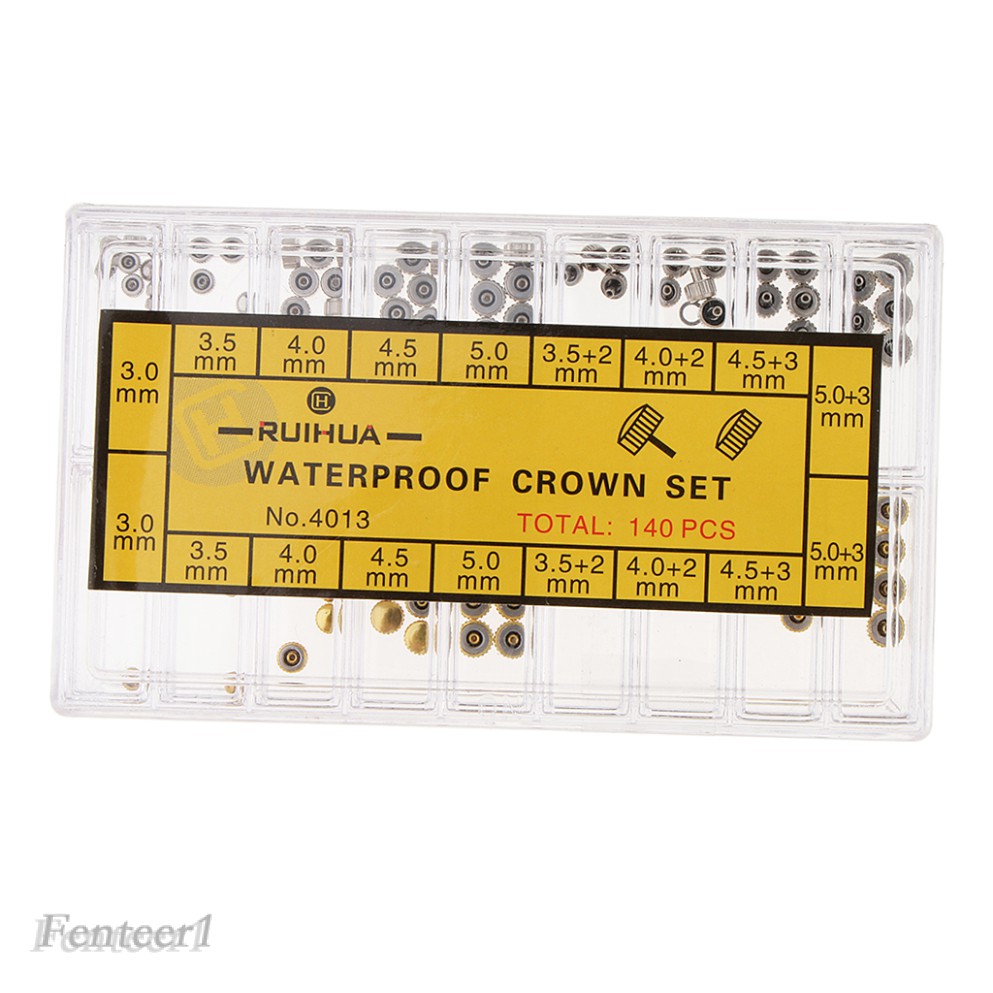 3.0 mm
3.5 mm
4.0 mm
4.5 mm
5.0 mm
3.5+2 mm
4.0+2 mm
4.5+3 mm
5.0+3 mm
H
RUIHUA
WATERPROOF CROWN SET
No.4013
TOTAL: 140 PCS
3.0 mm
3.5 mm
4.0 mm
4.5 mm
5.0 mm
3.5+2 mm
4.0+2 mm
4.5+3 mm
5.0+3 mm
Fenteer1